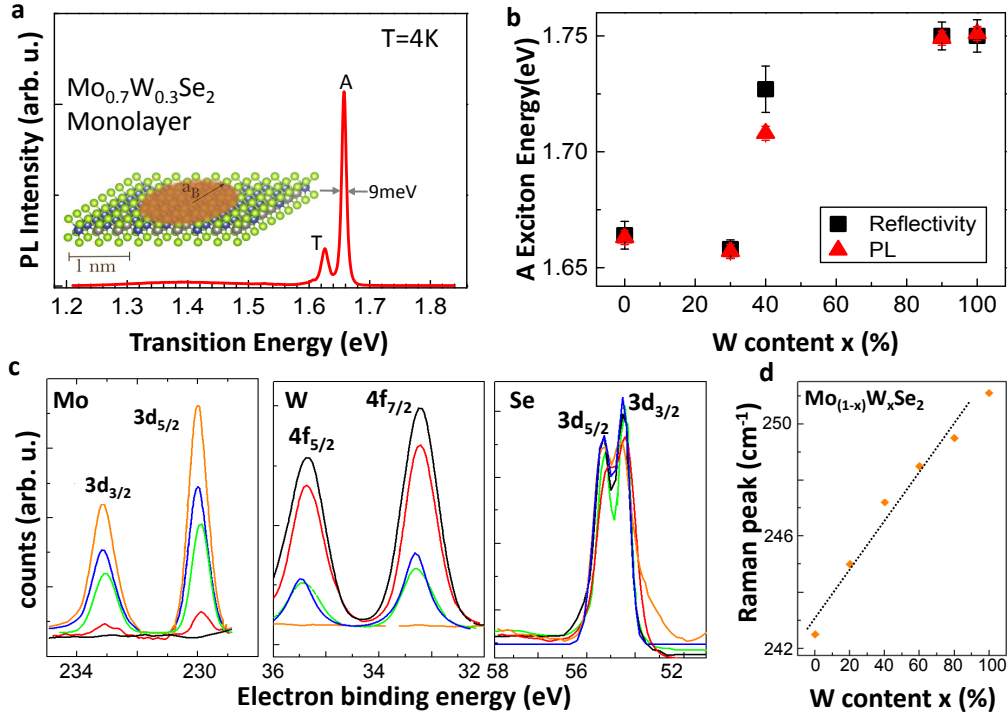 a
T=4K
Mo0.7W0.3Se2
Monolayer
A
aB
9meV
T
1 nm
PL Intensity (arb. u.)
1.2 1.3 1.4 1.5 1.6 1.7 1.8
Transition Energy (eV)
b
A Exciton Energy(eV)
1.75
1.70
1.65
Reflectivity
PL
0 20 40 60 80 100
W content x (%)
c
counts (arb. u.)
Mo
3d5/2
3d3/2
234 230
W
4f7/2
4f5/2
36 34 32
Se
3d3/2
3d5/2
58 54 52
Electron binding energy (eV)
d
Mo(1-x)WxSe2
Raman peak (cm-1)
250
246
242
0 20 40 60 80 100
W content x (%)